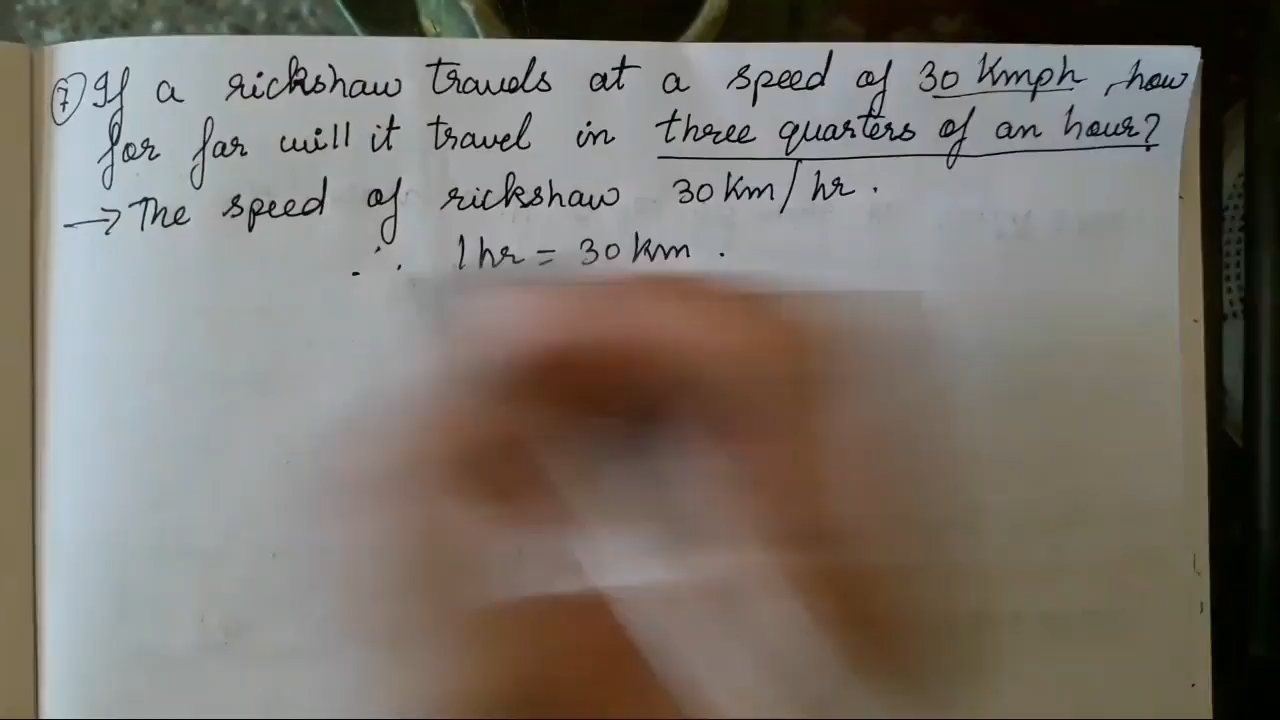 ⑦ If a rickshaw travels at a speed of 30 Kmph, how
for far will it travel in three quarters of an hour?
→ The speed of rickshaw 30 km/hr.
∴ 1 hr = 30 km.